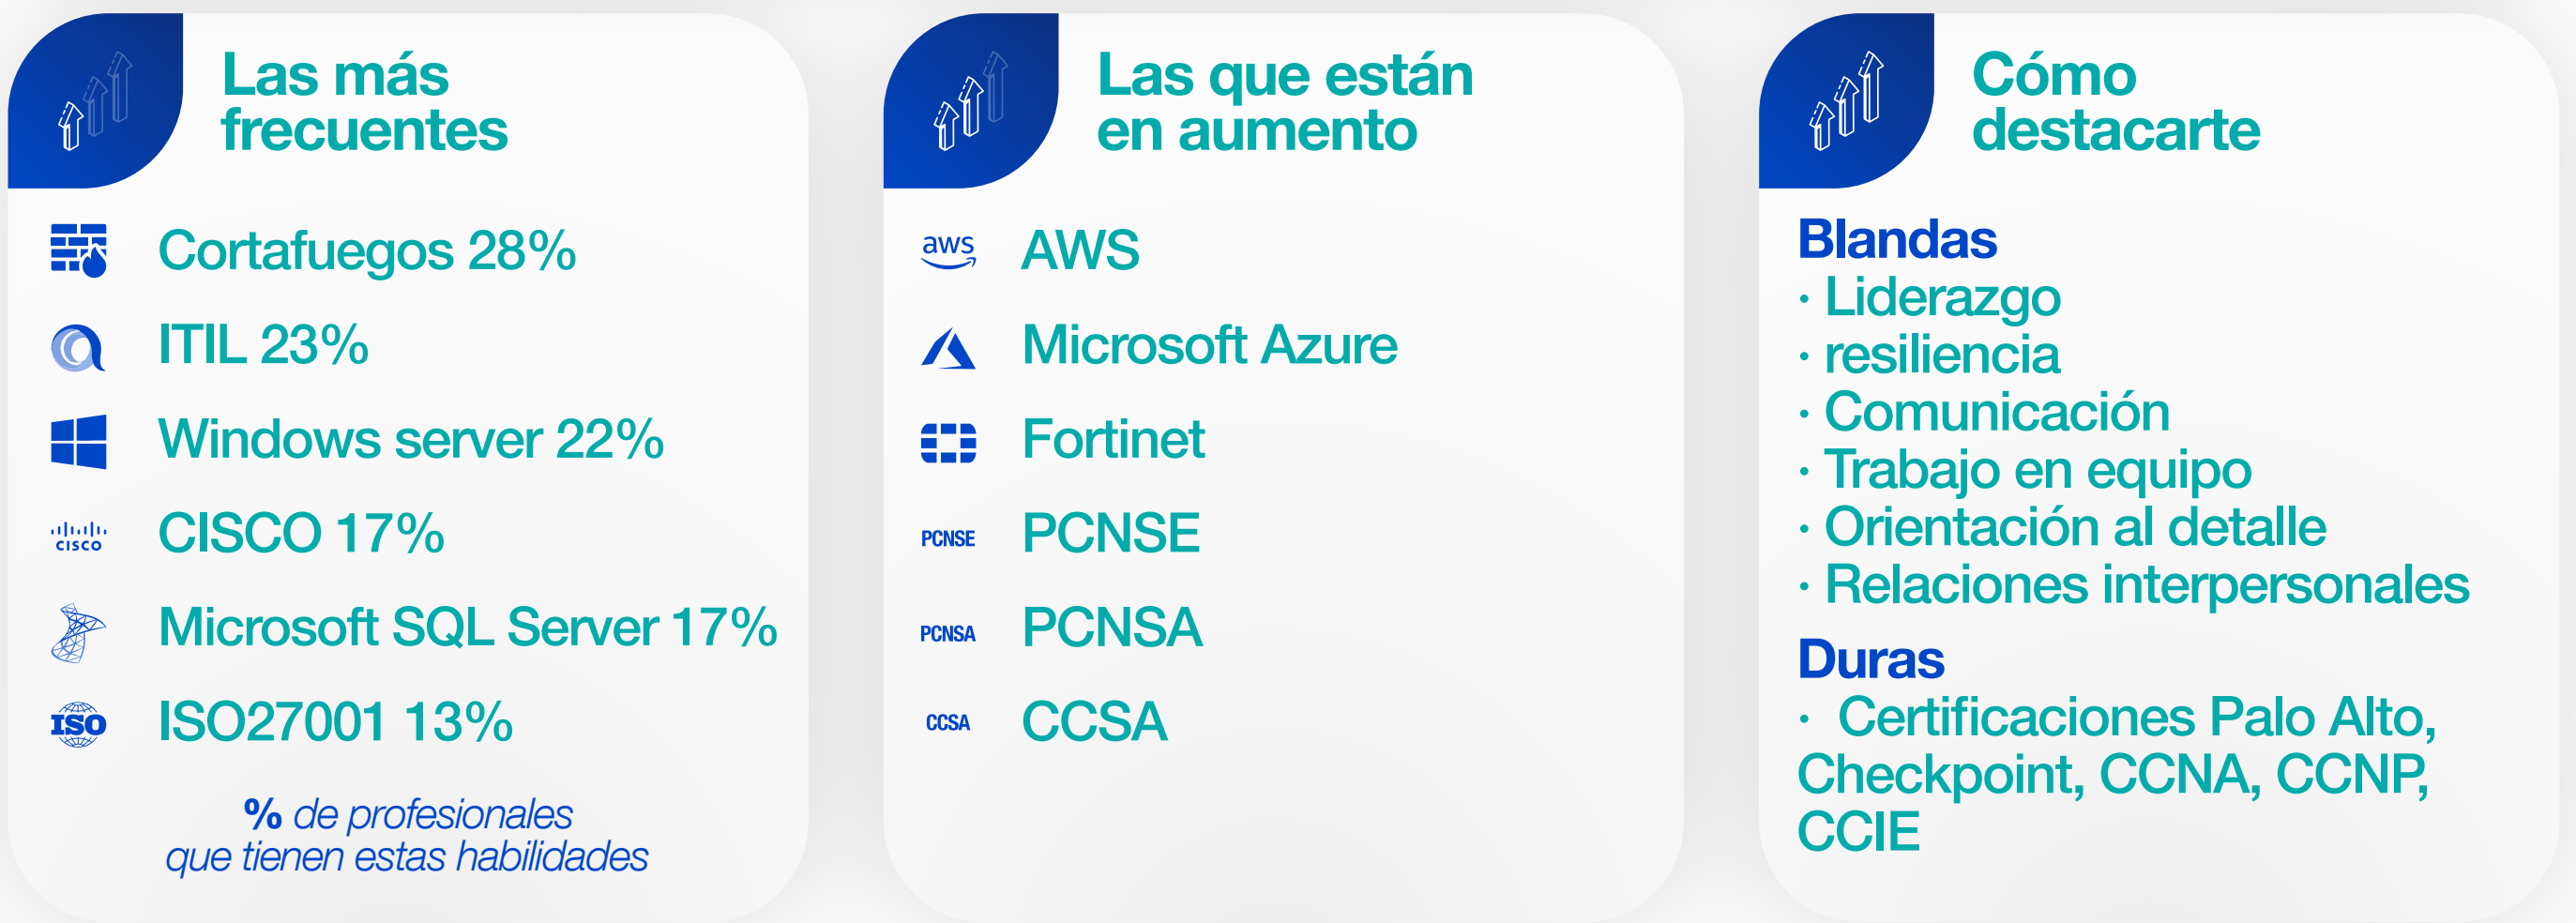 Las más
frecuentes
Cortafuegos 28%
ITIL 23%
Windows server 22%
CISCO CISCO 17%
Microsoft SQL Server 17%
ISO ISO27001 13%
% de profesionales
que tienen estas habilidades
Las que están
en aumento
aws AWS
Microsoft Azure
Fortinet
PCNSE PCNSE
PCNSA PCNSA
CCSA CCSA
Cómo
destacarte
Blandas
· Liderazgo
· resiliencia
· Comunicación
· Trabajo en equipo
· Orientación al detalle
· Relaciones interpersonales
Duras
· Certificaciones Palo Alto,
Checkpoint, CCNA, CCNP,
CCIE